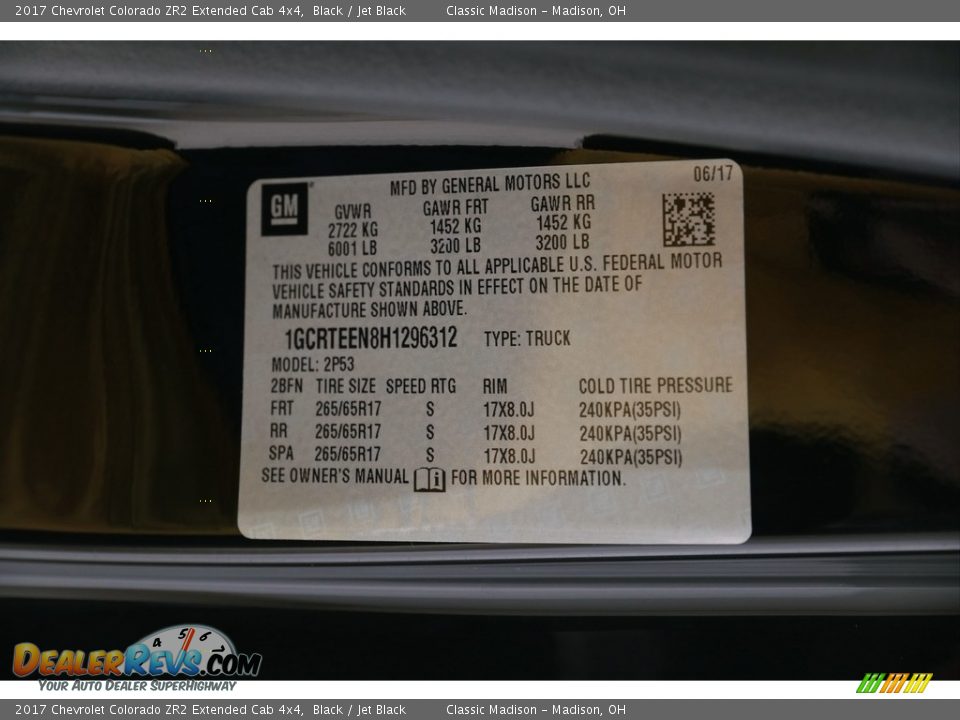 2017 Chevrolet Colorado ZR2 Extended Cab 4x4, Black / Jet Black Classic Madison - Madison, OH
GM
MFD BY GENERAL MOTORS LLC
06/17
GVWR GAWR FRT GAWR RR
2722 KG 1452 KG 1452 KG
6001 LB 3200 LB 3200 LB
THIS VEHICLE CONFORMS TO ALL APPLICABLE U.S. FEDERAL MOTOR
VEHICLE SAFETY STANDARDS IN EFFECT ON THE DATE OF
MANUFACTURE SHOWN ABOVE.
1GCRTEEN8H1296312 TYPE: TRUCK
MODEL: 2P53
2BFN TIRE SIZE SPEED RTG RIM COLD TIRE PRESSURE
FRT 265/65R17 S 17X8.0J 240KPA(35PSI)
RR 265/65R17 S 17X8.0J 240KPA(35PSI)
SPA 265/65R17 S 17X8.0J 240KPA(35PSI)
SEE OWNER'S MANUAL i FOR MORE INFORMATION.
4 5 6
DEALERREVS.COM
YOUR AUTO DEALER SUPERHIGHWAY
2017 Chevrolet Colorado ZR2 Extended Cab 4x4, Black / Jet Black Classic Madison - Madison, OH